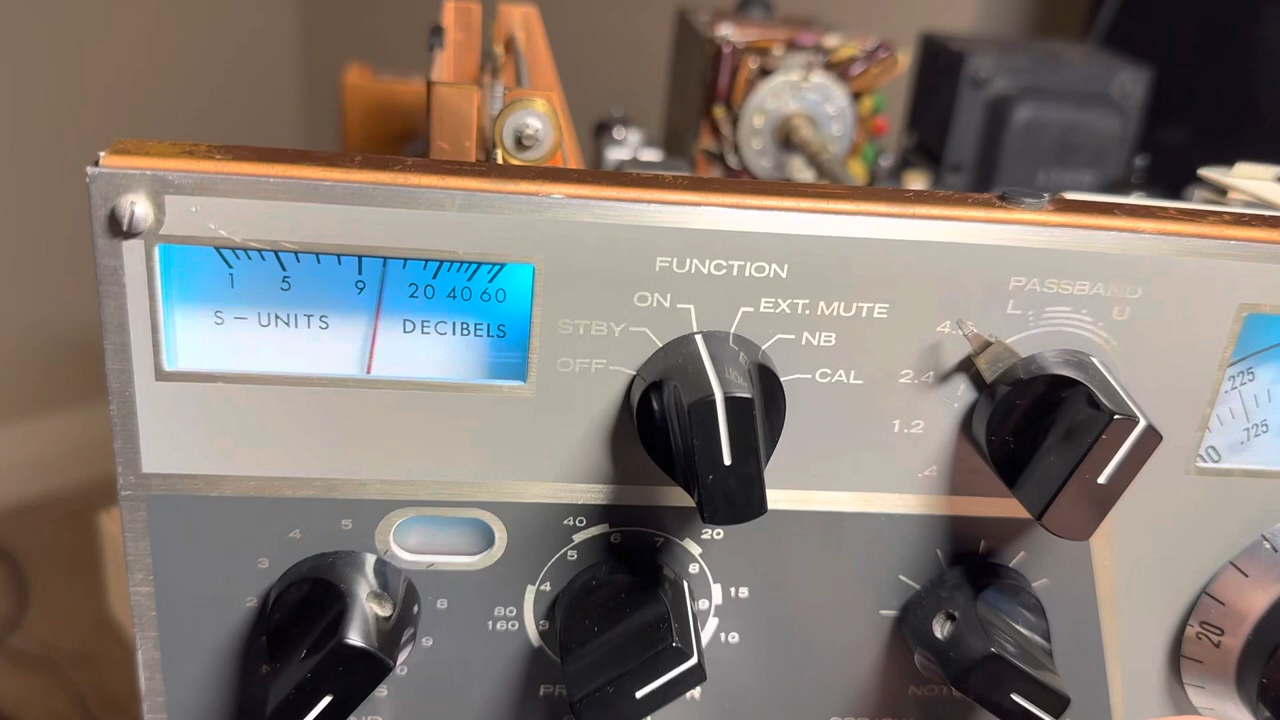 FUNCTION
ON
EXT. MUTE
STBY
NB
OFF
CAL
1 5 9 20 40 60
S – UNITS DECIBELS
PASSBAND
L U
2.4
1.2
.4
.225
.725
20
5
4
3
2
8
9
40
20
6 7
5 8
4 9
3
80
160
15
10